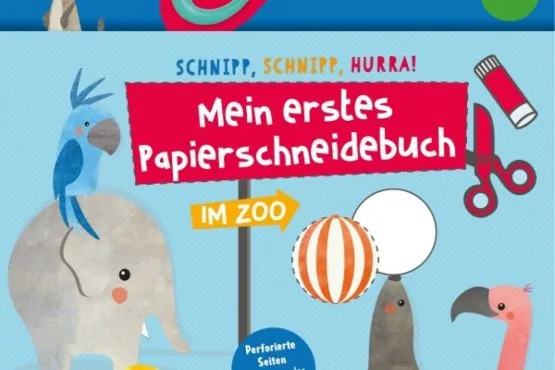 SCHNIPP, SCHNIPP, HURRA!
Mein erstes
Papierschneidebuch
IM ZOO
Perforierte
Seiten